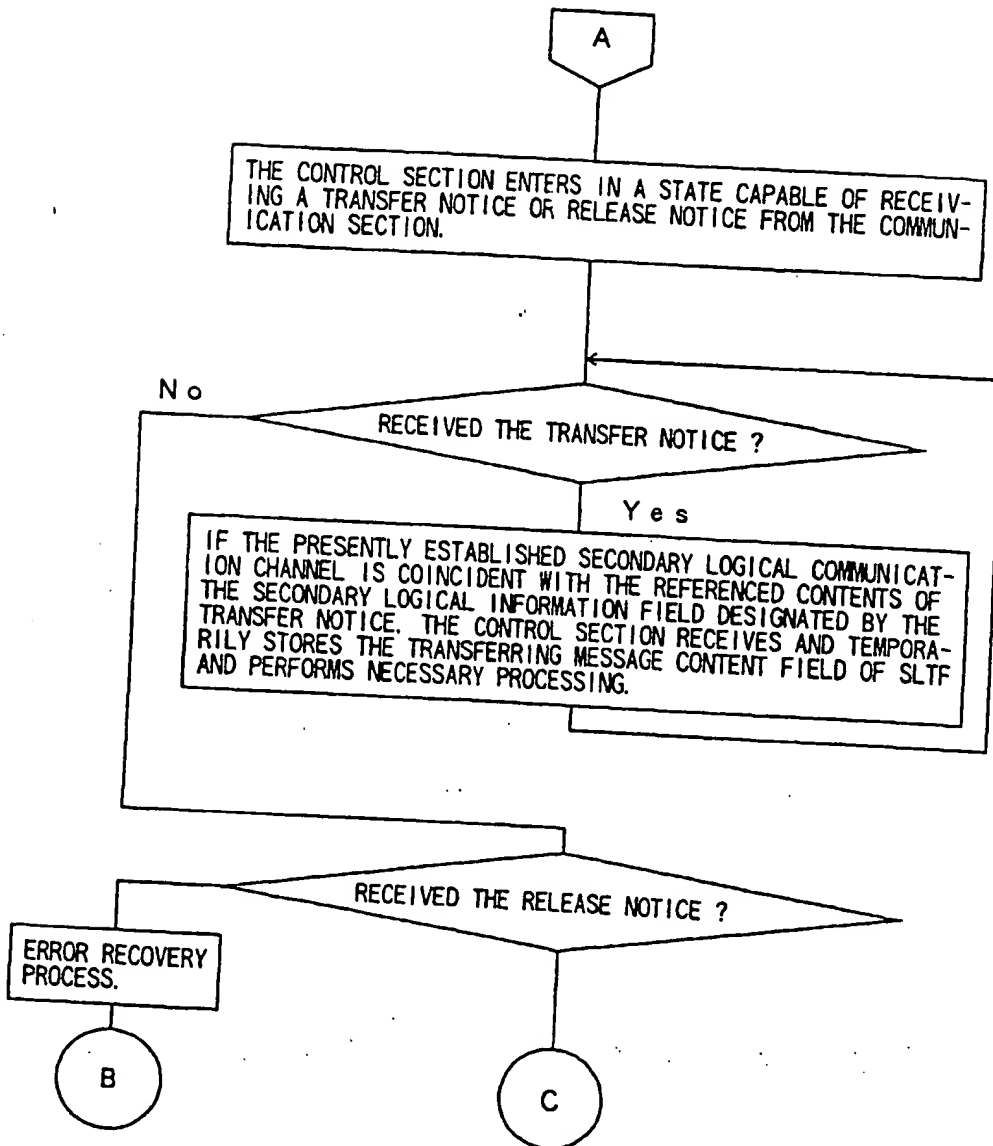 A
THE CONTROL SECTION ENTERS IN A STATE CAPABLE OF RECEIV-
ING A TRANSFER NOTICE OR RELEASE NOTICE FROM THE COMMUN-
ICATION SECTION.
No
RECEIVED THE TRANSFER NOTICE ?
Yes
IF THE PRESENTLY ESTABLISHED SECONDARY LOGICAL COMMUNICAT-
ION CHANNEL IS COINCIDENT WITH THE REFERENCED CONTENTS OF
THE SECONDARY LOGICAL INFORMATION FIELD DESIGNATED BY THE
TRANSFER NOTICE. THE CONTROL SECTION RECEIVES AND TEMPORA-
RILY STORES THE TRANSFERRING MESSAGE CONTENT FIELD OF SLTF
AND PERFORMS NECESSARY PROCESSING.
RECEIVED THE RELEASE NOTICE ?
ERROR RECOVERY
PROCESS.
B
C